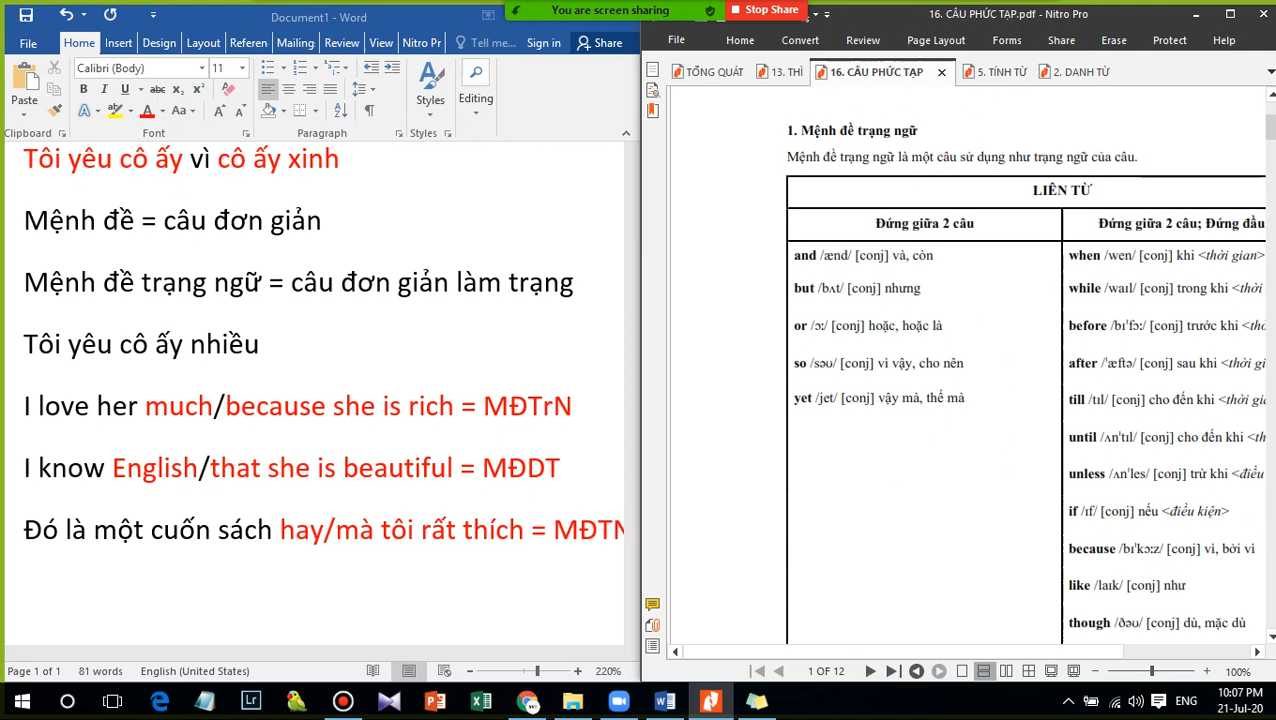 Document1 - Word
You are screen sharing
Stop Share
16. CÂU PHỨC TẠP.pdf - Nitro Pro
File Home Insert Design Layout Referen Mailing Review View Nitro Pr Tell me... Sign in Share
File Home Convert Review Page Layout Forms Share Erase Protect Help
Calibri (Body) 11
Paste
Styles
Editing
Clipboard Font Paragraph Styles
TỔNG QUÁT 13. THÌ 16. CÂU PHỨC TẠP 5. TÍNH TỪ 2. DANH TỪ
Tôi yêu cô ấy vì cô ấy xinh
Mệnh đề = câu đơn giản
Mệnh đề trạng ngữ = câu đơn giản làm trạng
Tôi yêu cô ấy nhiều
I love her much/because she is rich = MĐTrN
I know English/that she is beautiful = MĐDT
Đó là một cuốn sách hay/mà tôi rất thích = MĐTN
1. Mệnh đề trạng ngữ
Mệnh đề trạng ngữ là một câu sử dụng như trạng ngữ của câu.
LIÊN TỪ
Đứng giữa 2 câu
Đứng giữa 2 câu; Đứng đầu
and /ænd/ [conj] và, còn
but /bʌt/ [conj] nhưng
or /ɔː/ [conj] hoặc, hoặc là
so /səʊ/ [conj] vì vậy, cho nên
yet /jet/ [conj] vậy mà, thế mà
when /wen/ [conj] khi <thời gian>
while /waɪl/ [conj] trong khi <thời
before /bɪˈfɔː/ [conj] trước khi <thờ
after /ˈæftə/ [conj] sau khi <thời gi
till /tɪl/ [conj] cho đến khi <thời gi
until /ʌnˈtɪl/ [conj] cho đến khi <th
unless /ʌnˈles/ [conj] trừ khi <điều
if /ɪf/ [conj] nếu <điều kiện>
because /bɪˈkɔːz/ [conj] vì, bởi vì
like /laɪk/ [conj] như
though /ðəʊ/ [conj] dù, mặc dù
Page 1 of 1 81 words English (United States) 220%
1 OF 12 100%
ENG
10:07 PM
21-Jul-20